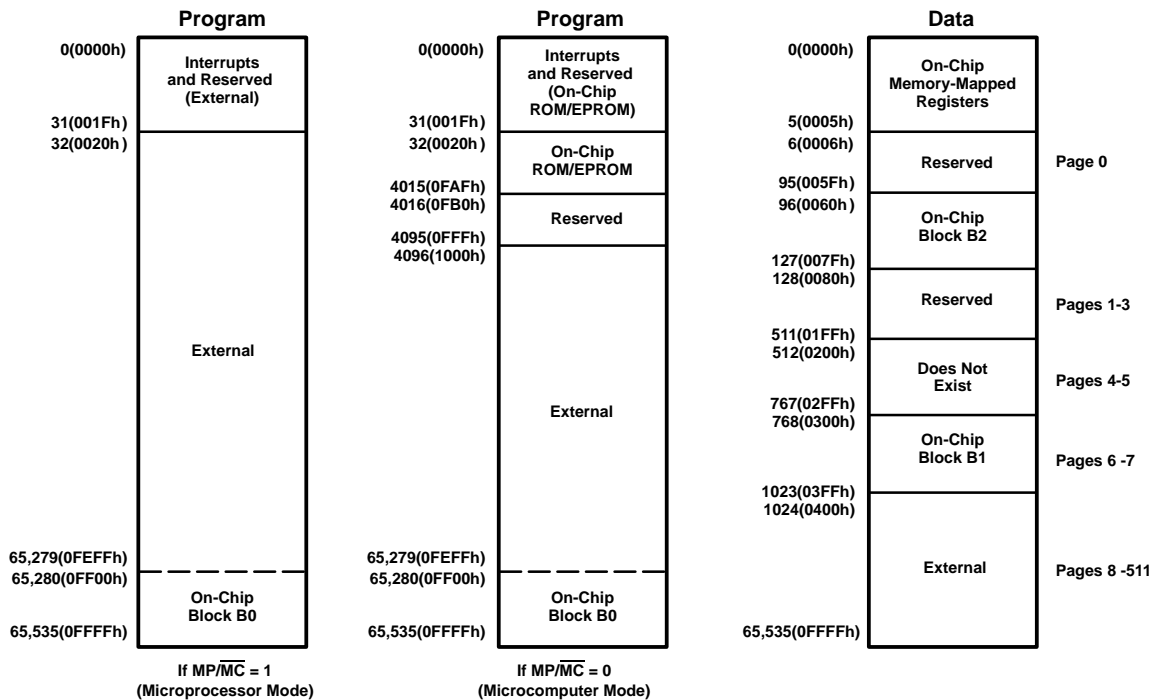 Program
0(0000h)
Interrupts
and Reserved
(External)
31(001Fh)
32(0020h)
External
65,279(0FEFFh)
65,280(0FF00h)
On-Chip
Block B0
65,535(0FFFFh)
If MP/M̅C̅ = 1
(Microprocessor Mode)
Program
0(0000h)
Interrupts
and Reserved
(On-Chip
ROM/EPROM)
31(001Fh)
32(0020h)
On-Chip
ROM/EPROM
4015(0FAFh)
4016(0FB0h)
Reserved
4095(0FFFh)
4096(1000h)
External
65,279(0FEFFh)
65,280(0FF00h)
On-Chip
Block B0
65,535(0FFFFh)
If MP/M̅C̅ = 0
(Microcomputer Mode)
Data
0(0000h)
On-Chip
Memory-Mapped
Registers
5(0005h)
6(0006h)
Reserved
Page 0
95(005Fh)
96(0060h)
On-Chip
Block B2
127(007Fh)
128(0080h)
Reserved
Pages 1-3
511(01FFh)
512(0200h)
Does Not
Exist
Pages 4-5
767(02FFh)
768(0300h)
On-Chip
Block B1
Pages 6 -7
1023(03FFh)
1024(0400h)
External
Pages 8 -511
65,535(0FFFFh)